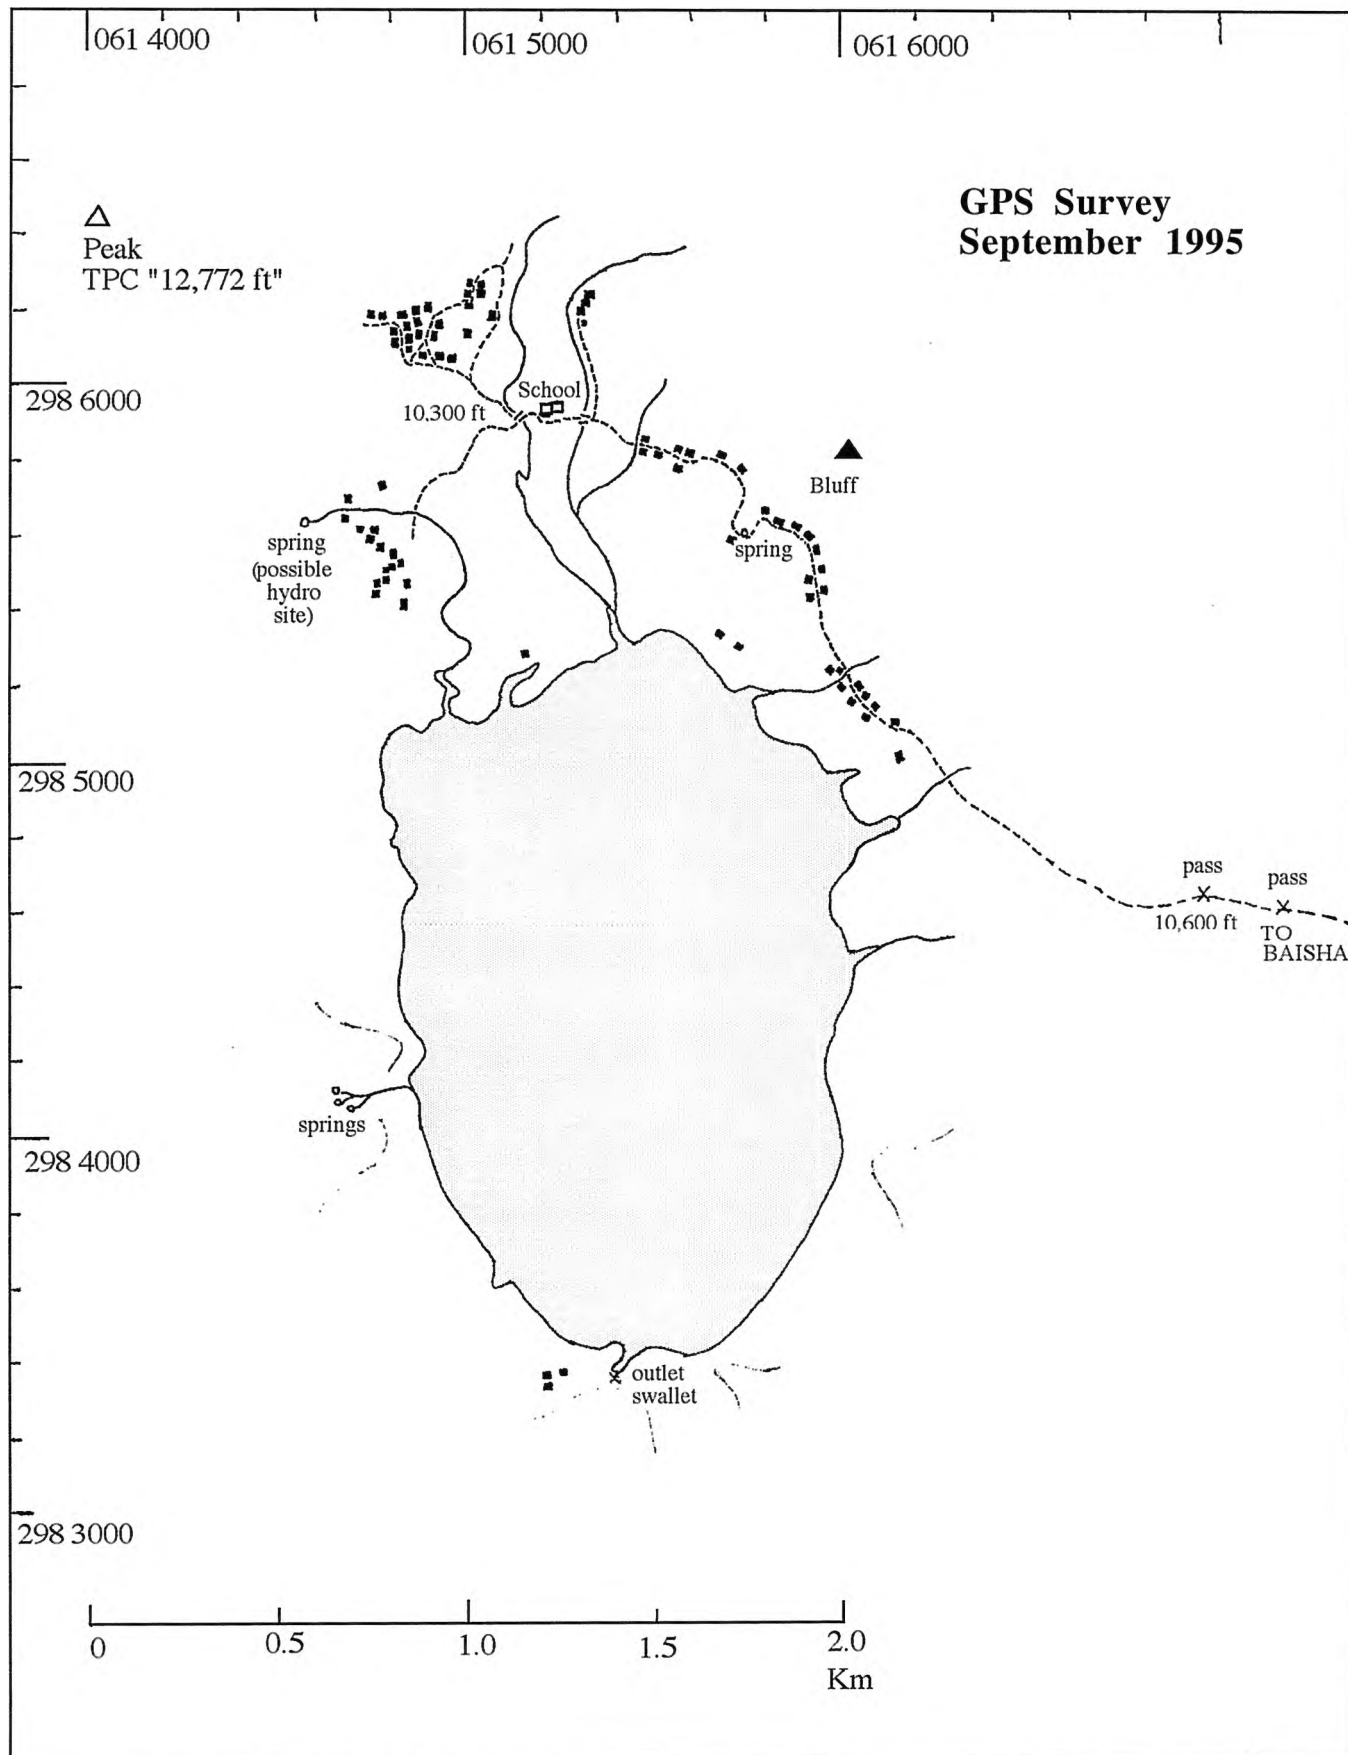 061 4000
061 5000
061 6000
GPS Survey
September 1995
Peak
TPC "12,772 ft"
298 6000
School
10,300 ft
Bluff
spring
(possible
hydro
site)
spring
298 5000
pass
pass
10,600 ft
TO
BAISHA
springs
298 4000
outlet
swallet
298 3000
0
0.5
1.0
1.5
2.0
Km